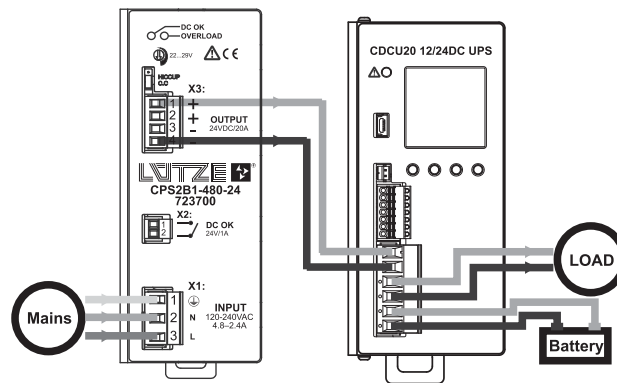 DC OK
OVERLOAD
22...29V
CE
HICCUP
C.C
X3:
1 +
2 +
3 -
4 -
OUTPUT
24VDC/20A
LÜTZE
CPS2B1-480-24
723700
X2:
1
2
DC OK
24V/1A
X1:
1
2 N
3 L
INPUT
120-240VAC
4.8–2.4A
Mains
CDCU20 12/24DC UPS
LOAD
Battery